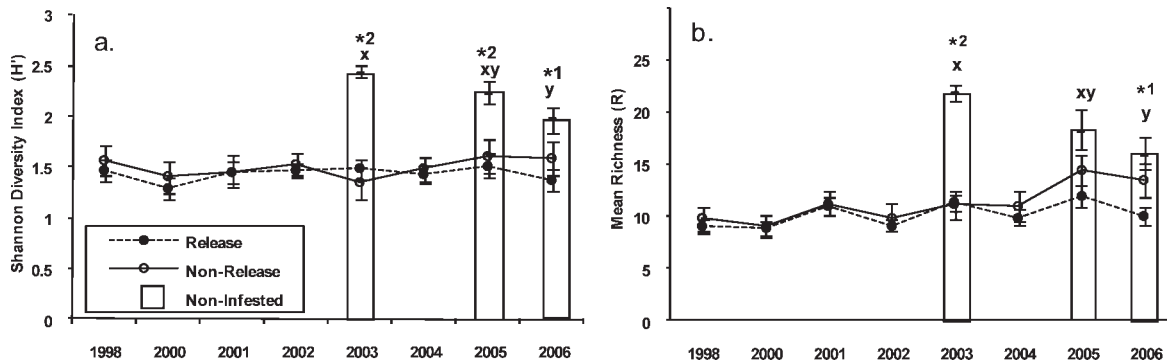 a.
Shannon Diversity Index (H')
3
2.5
2
1.5
1
0.5
0
*2
x
*2
xy
*1
y
Release
Non-Release
Non-Infested
1998 2000 2001 2002 2003 2004 2005 2006
b.
Mean Richness (R)
30
25
20
15
10
5
0
*2
x
xy
*1
y
1998 2000 2001 2002 2003 2004 2005 2006